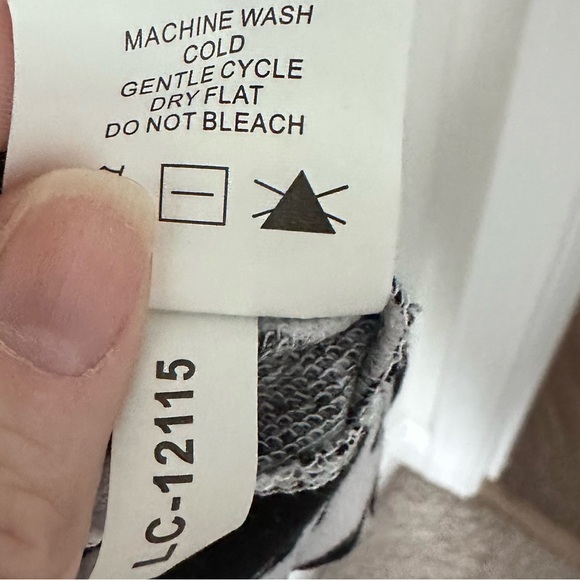 MACHINE WASH
COLD
GENTLE CYCLE
DRY FLAT
DO NOT BLEACH
LC-12115